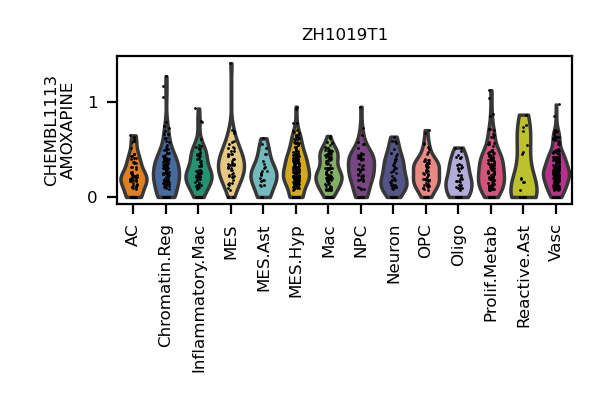 ZH1019T1
CHEMBL1113
AMOXAPINE
1
0
AC
Chromatin.Reg
Inflammatory.Mac
MES
MES.Ast
MES.Hyp
Mac
NPC
Neuron
OPC
Oligo
Prolif.Metab
Reactive.Ast
Vasc